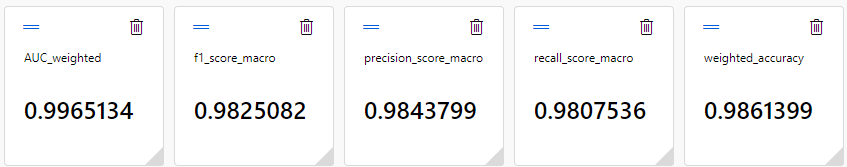 AUC_weighted
0.9965134
f1_score_macro
0.9825082
precision_score_macro
0.9843799
recall_score_macro
0.9807536
weighted_accuracy
0.9861399